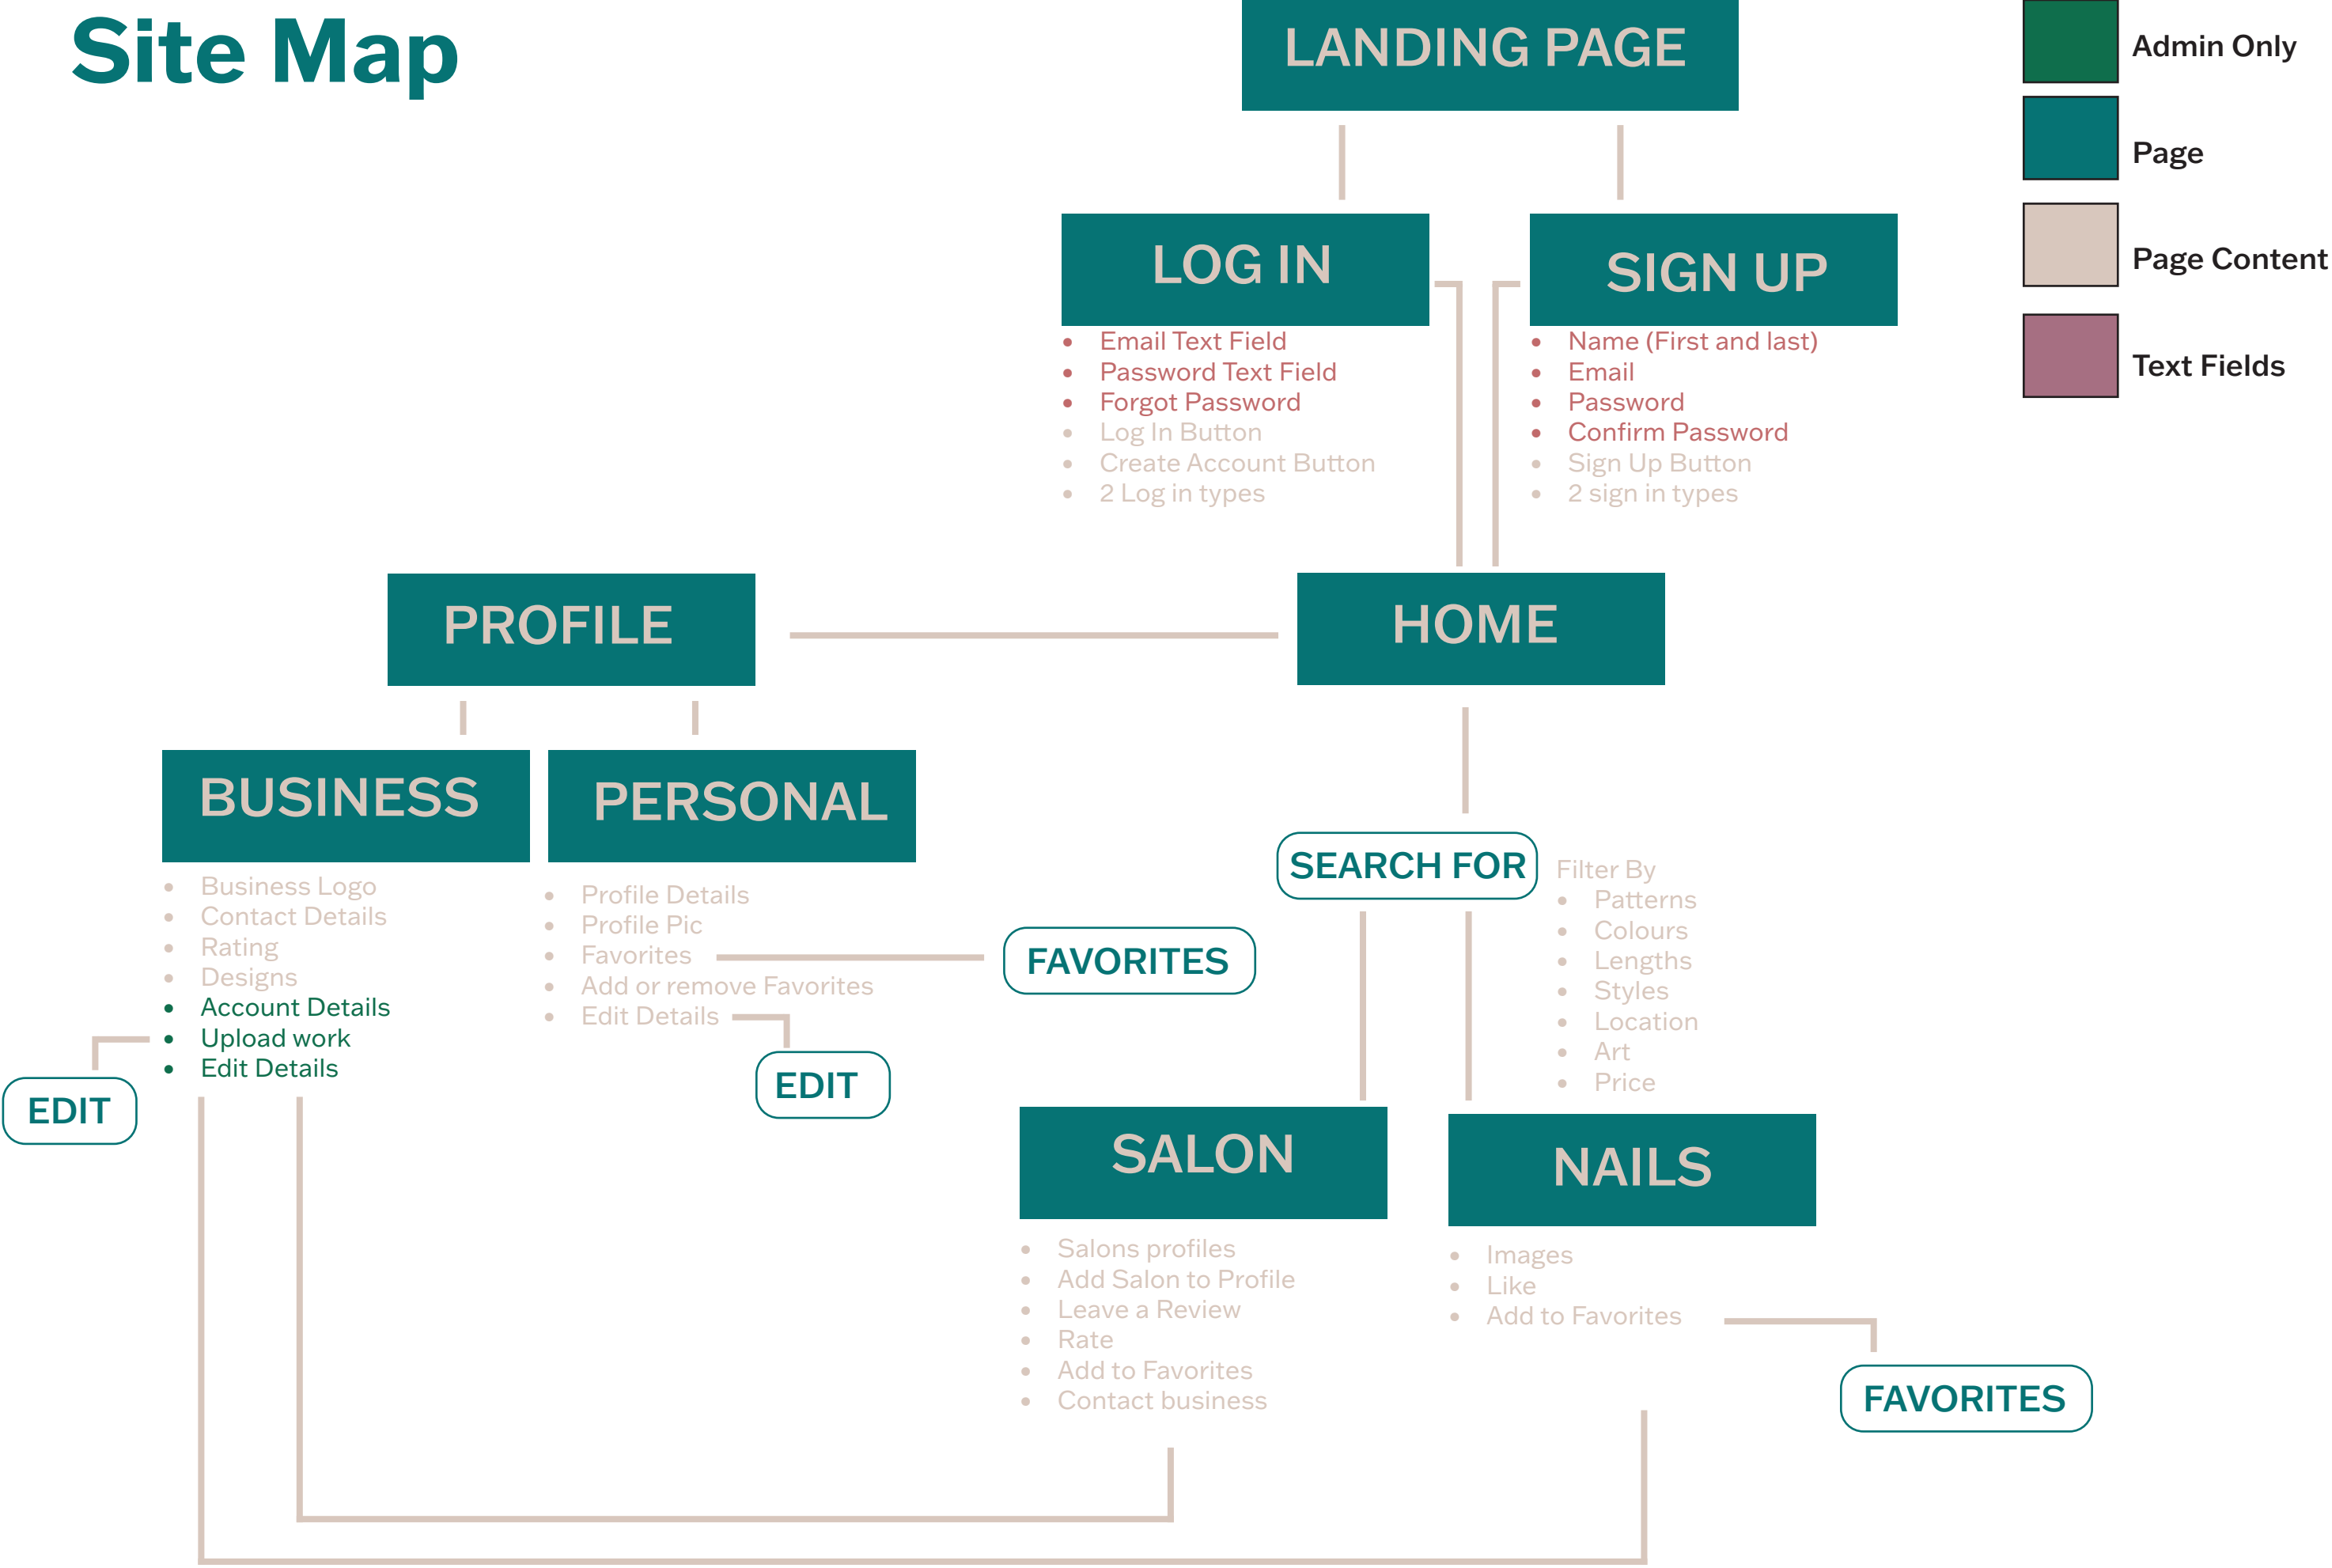 Site Map
LANDING PAGE
Admin Only
Page
Page Content
Text Fields
LOG IN
• Email Text Field
• Password Text Field
• Forgot Password
• Log In Button
• Create Account Button
• 2 Log in types
SIGN UP
• Name (First and last)
• Email
• Password
• Confirm Password
• Sign Up Button
• 2 sign in types
PROFILE
HOME
BUSINESS
• Business Logo
• Contact Details
• Rating
• Designs
• Account Details
• Upload work
• Edit Details
EDIT
PERSONAL
• Profile Details
• Profile Pic
• Favorites
• Add or remove Favorites
• Edit Details
FAVORITES
EDIT
SEARCH FOR
Filter By
• Patterns
• Colours
• Lengths
• Styles
• Location
• Art
• Price
SALON
• Salons profiles
• Add Salon to Profile
• Leave a Review
• Rate
• Add to Favorites
• Contact business
NAILS
• Images
• Like
• Add to Favorites
FAVORITES